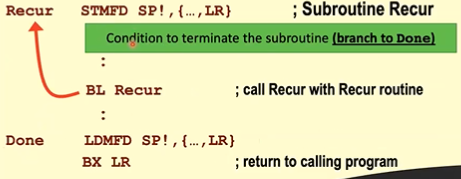 Recur STMFD SP!,{…,LR} ; Subroutine Recur
Condition to terminate the subroutine (branch to Done)
:
BL Recur ; call Recur with Recur routine
:
Done LDMFD SP!,{…,LR}
BX LR ; return to calling program